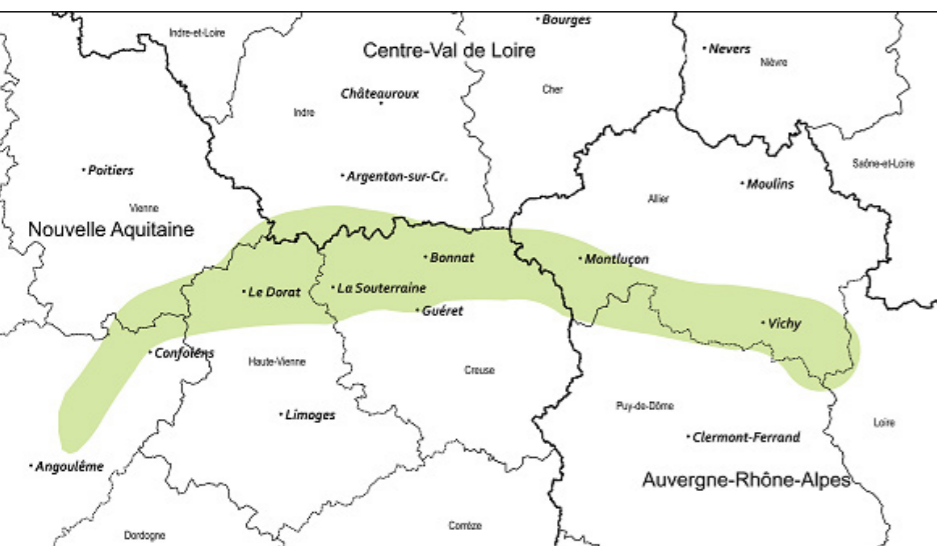 Bourges
Indre-et-Loire
Centre-Val de Loire
Nevers
Nièvre
Châteauroux
Cher
Indre
Poitiers
Argenton-sur-Cr.
Saône-et-Loire
Moulins
Allier
Vienne
Nouvelle Aquitaine
Bonnat
Montluçon
Le Dorat
La Souterraine
Guéret
Vichy
Confolens
Haute-Vienne
Creuse
Puy-de-Dôme
Limoges
Loire
Clermont-Ferrand
Angoulême
Auvergne-Rhône-Alpes
Corrèze
Dordogne